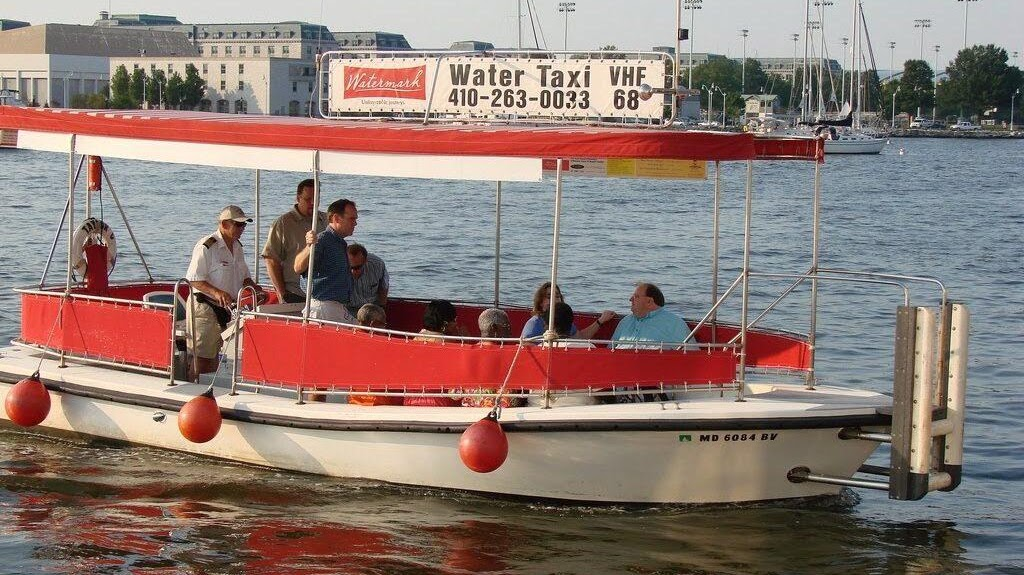 Watermark
Water Taxi VHF
410-263-0033 68
MD 6084 BV